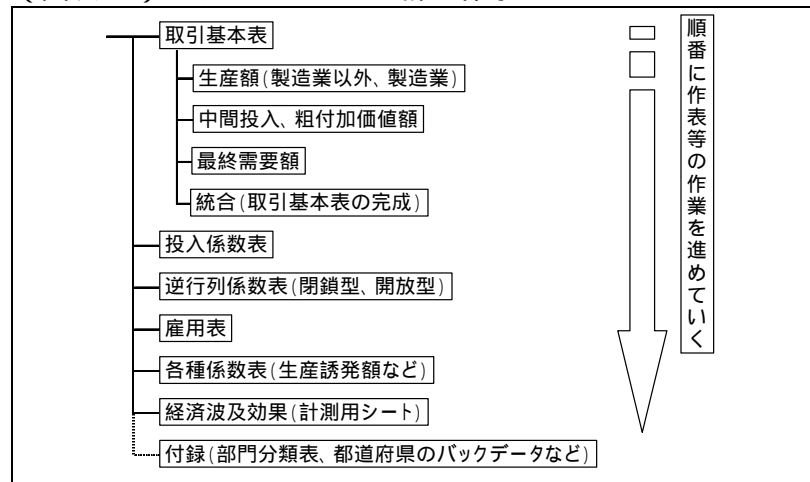 取引基本表
生産額(製造業以外、製造業)
中間投入、粗付加価値額
最終需要額
統合(取引基本表の完成)
投入係数表
逆行列係数表(閉鎖型、開放型)
雇用表
各種係数表(生産誘発額など)
経済波及効果(計測用シート)
付録(部門分類表、都道府県のバックデータなど)
順番に作表等の作業を進めていく